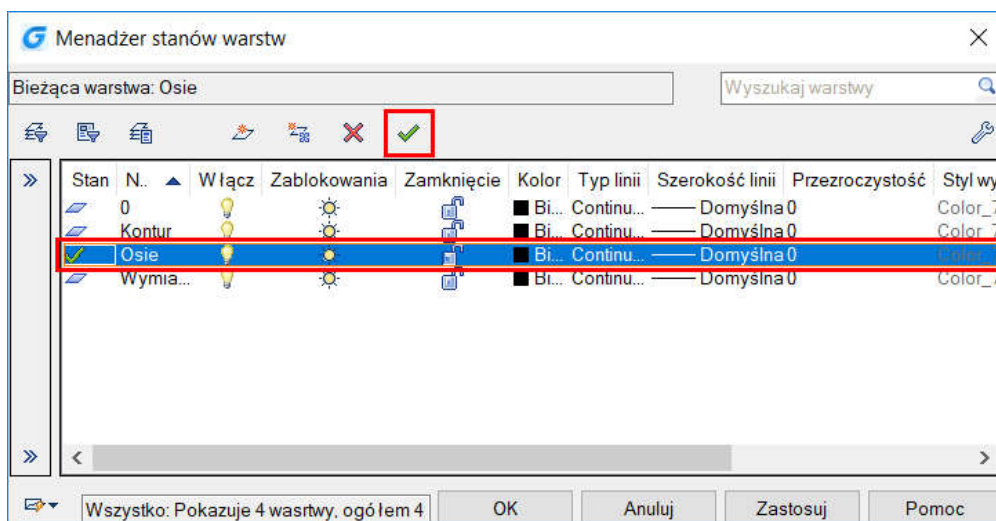 Menadżer stanów warstw
Bieżąca warstwa: Osie
Wyszukaj warstwy
Stan N.. Włącz Zablokowania Zamknięcie Kolor Typ linii Szerokość linii Przezroczystość Styl wy
0 Bi... Continu... Domyślna 0 Color_7
Kontur Bi... Continu... Domyślna 0 Color_7
Osie Bi... Continu... Domyślna 0 Color_7
Wymia... Bi... Continu... Domyślna 0 Color_7
Wszystko: Pokazuje 4 wasrtwy, ogółem 4 OK Anuluj Zastosuj Pomoc